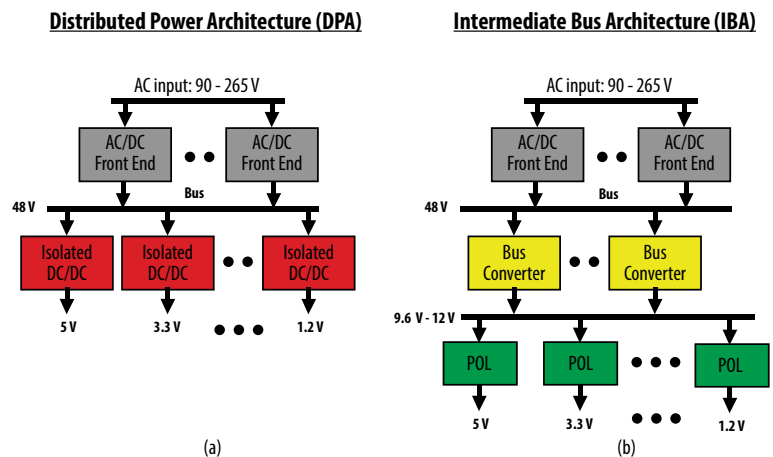 Distributed Power Architecture (DPA)
AC input: 90 - 265 V
AC/DC
Front End
AC/DC
Front End
Bus
48 V
Isolated
DC/DC
Isolated
DC/DC
Isolated
DC/DC
5 V
3.3 V
1.2 V
(a)
Intermediate Bus Architecture (IBA)
AC input: 90 - 265 V
AC/DC
Front End
AC/DC
Front End
Bus
48 V
Bus
Converter
Bus
Converter
9.6 V - 12 V
POL
POL
POL
5 V
3.3 V
1.2 V
(b)